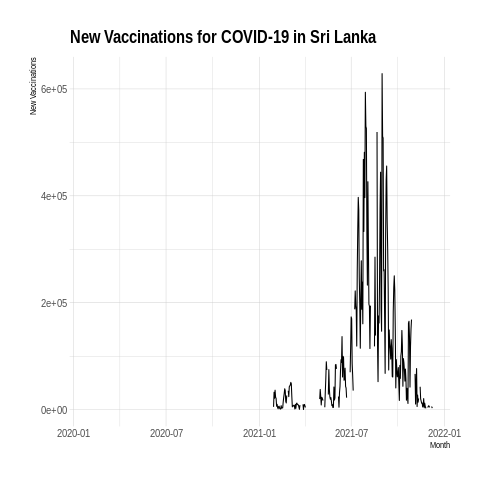 New Vaccinations for COVID-19 in Sri Lanka
New Vaccinations
6e+05
4e+05
2e+05
0e+00
2020-01 2020-07 2021-01 2021-07 2022-01
Month